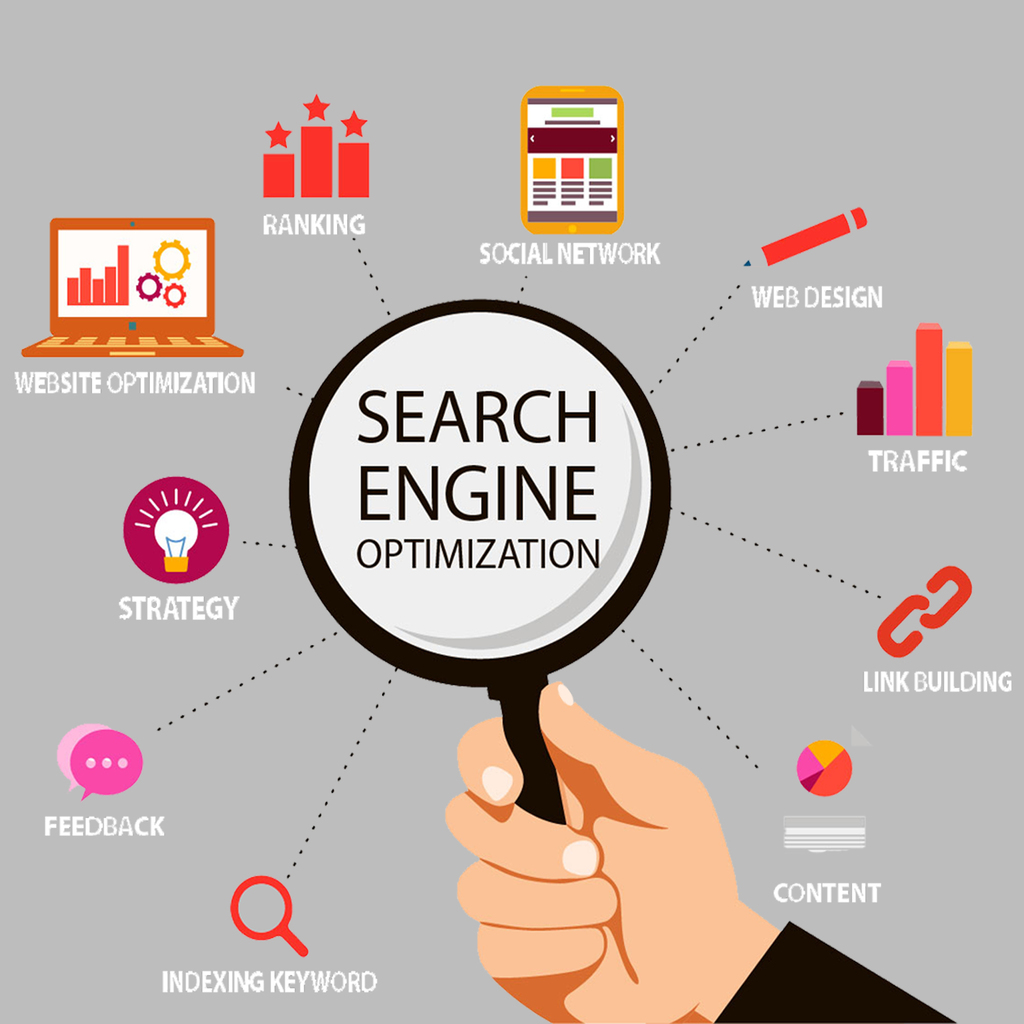 RANKING
SOCIAL NETWORK
WEB DESIGN
WEBSITE OPTIMIZATION
SEARCH
ENGINE
OPTIMIZATION
TRAFFIC
STRATEGY
LINK BUILDING
FEEDBACK
CONTENT
INDEXING KEYWORD